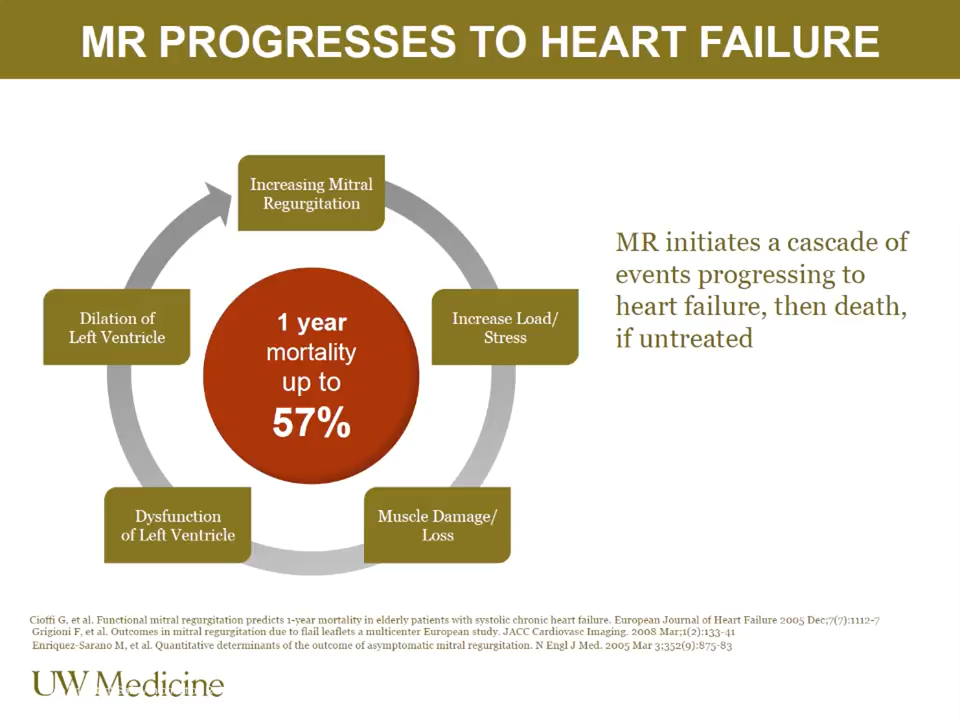 MR PROGRESSES TO HEART FAILURE
Increasing Mitral
Regurgitation
Increase Load/
Stress
Muscle Damage/
Loss
Dysfunction
of Left Ventricle
Dilation of
Left Ventricle
1 year
mortality
up to
57%
MR initiates a cascade of
events progressing to
heart failure, then death,
if untreated
Cioffi G, et al. Functional mitral regurgitation predicts 1-year mortality in elderly patients with systolic chronic heart failure. European Journal of Heart Failure 2005 Dec;7(7):1112-7
Grigioni F, et al. Outcomes in mitral regurgitation due to flail leaflets a multicenter European study. JACC Cardiovasc Imaging. 2008 Mar;1(2):133-41
Enriquez-Sarano M, et al. Quantitative determinants of the outcome of asymptomatic mitral regurgitation. N Engl J Med. 2005 Mar 3;352(9):875-83
UW Medicine